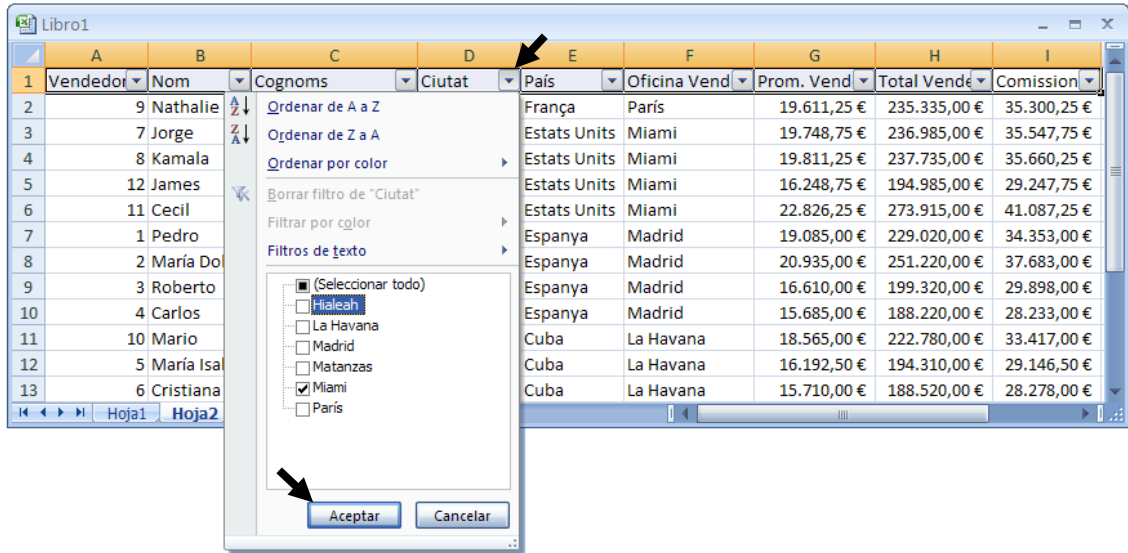 Libro1
A B C D E F G H I
1 Vendedor Nom Cognoms Ciutat País Oficina Vend Prom. Vend Total Vende Comission
2 9 Nathalie França París 19.611,25 € 235.335,00 € 35.300,25 €
3 7 Jorge Estats Units Miami 19.748,75 € 236.985,00 € 35.547,75 €
4 8 Kamala Estats Units Miami 19.811,25 € 237.735,00 € 35.660,25 €
5 12 James Estats Units Miami 16.248,75 € 194.985,00 € 29.247,75 €
6 11 Cecil Estats Units Miami 22.826,25 € 273.915,00 € 41.087,25 €
7 1 Pedro Espanya Madrid 19.085,00 € 229.020,00 € 34.353,00 €
8 2 María Dol Espanya Madrid 20.935,00 € 251.220,00 € 37.683,00 €
9 3 Roberto Espanya Madrid 16.610,00 € 199.320,00 € 29.898,00 €
10 4 Carlos Espanya Madrid 15.685,00 € 188.220,00 € 28.233,00 €
11 10 Mario Cuba La Havana 18.565,00 € 222.780,00 € 33.417,00 €
12 5 María Isal Cuba La Havana 16.192,50 € 194.310,00 € 29.146,50 €
13 6 Cristiana Cuba La Havana 15.710,00 € 188.520,00 € 28.278,00 €
Hoja1 Hoja2
Ordenar de A a Z
Ordenar de Z a A
Ordenar por color
Borrar filtro de "Ciutat"
Filtrar por color
Filtros de texto
(Seleccionar todo)
Hialeah
La Havana
Madrid
Matanzas
Miami
París
Aceptar Cancelar